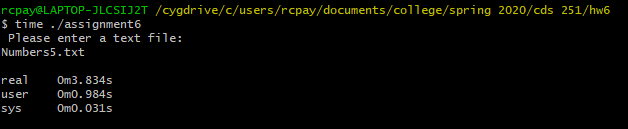 rcpay@LAPTOP-JLCSIJ2T /cygdrive/c/users/rcpay/documents/college/spring 2020/cds 251/hw6
$ time ./assignment6
 Please enter a text file:
Numbers5.txt

real    0m3.834s
user    0m0.984s
sys     0m0.031s